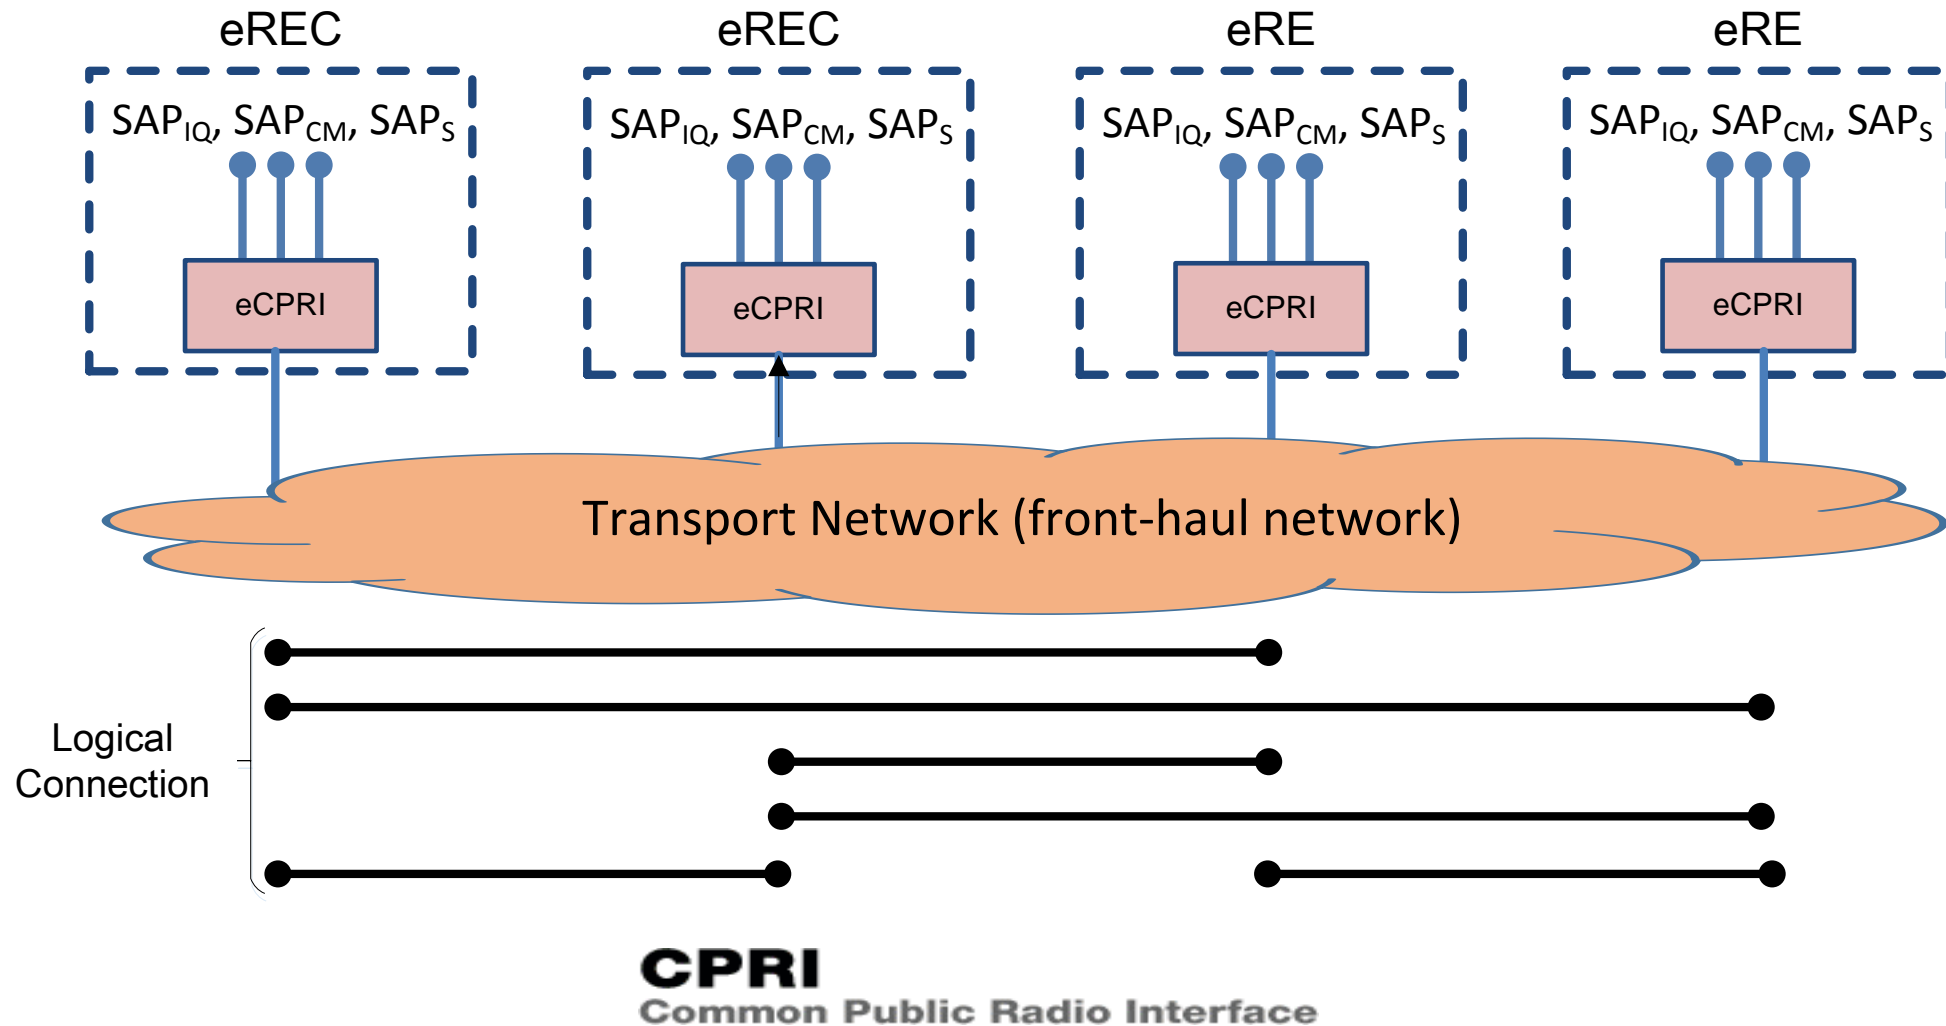 eREC eREC eRE eRE
SAPIQ, SAPCM, SAPS SAPIQ, SAPCM, SAPS SAPIQ, SAPCM, SAPS SAPIQ, SAPCM, SAPS
eCPRI eCPRI eCPRI eCPRI
Transport Network (front-haul network)
Logical
Connection
CPRI
Common Public Radio Interface